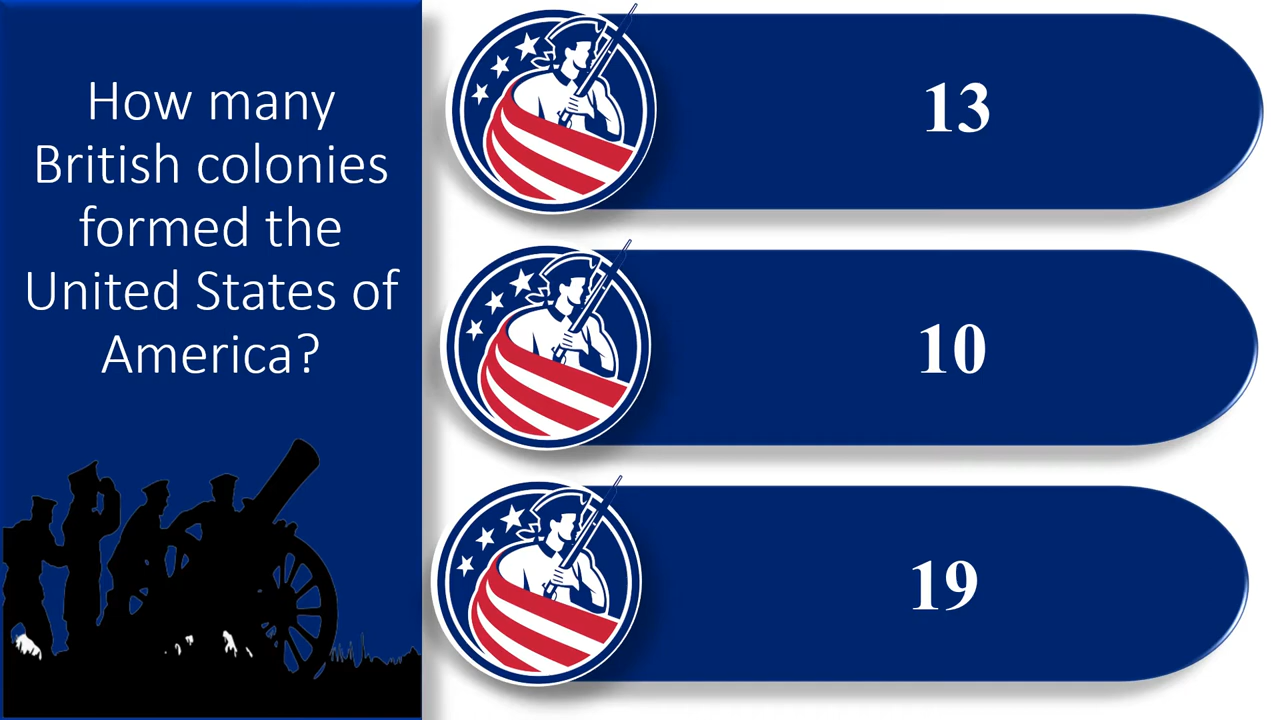 How many
British colonies
formed the
United States of
America?
13
10
19